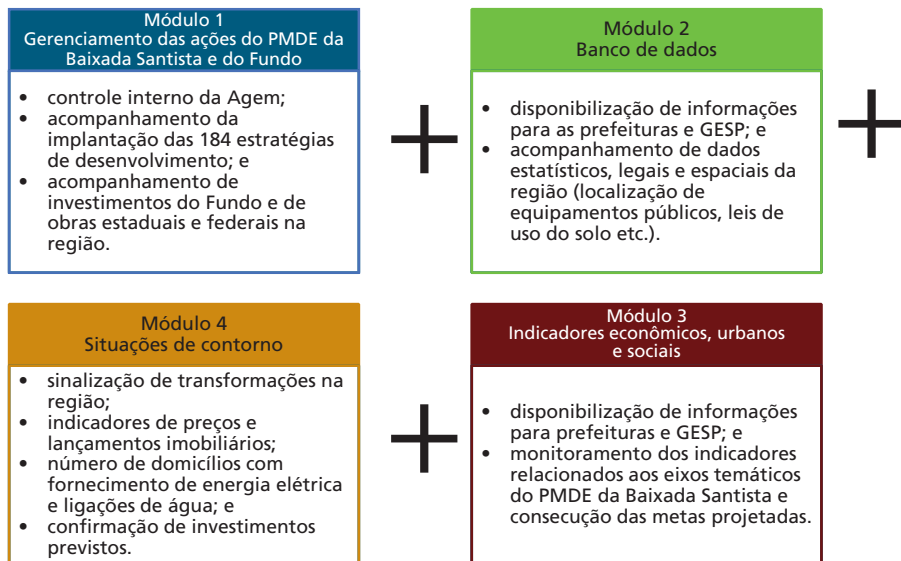 Módulo 1
Gerenciamento das ações do PMDE da
Baixada Santista e do Fundo
• controle interno da Agem;
• acompanhamento da
implantação das 184 estratégias
de desenvolvimento; e
• acompanhamento de
investimentos do Fundo e de
obras estaduais e federais na
região.
+
Módulo 2
Banco de dados
• disponibilização de informações
para as prefeituras e GESP; e
• acompanhamento de dados
estatísticos, legais e espaciais da
região (localização de
equipamentos públicos, leis de
uso do solo etc.).
+
Módulo 4
Situações de contorno
• sinalização de transformações na
região;
• indicadores de preços e
lançamentos imobiliários;
• número de domicílios com
fornecimento de energia elétrica
e ligações de água; e
• confirmação de investimentos
previstos.
+
Módulo 3
Indicadores econômicos, urbanos
e sociais
• disponibilização de informações
para prefeituras e GESP; e
• monitoramento dos indicadores
relacionados aos eixos temáticos
do PMDE da Baixada Santista e
consecução das metas projetadas.